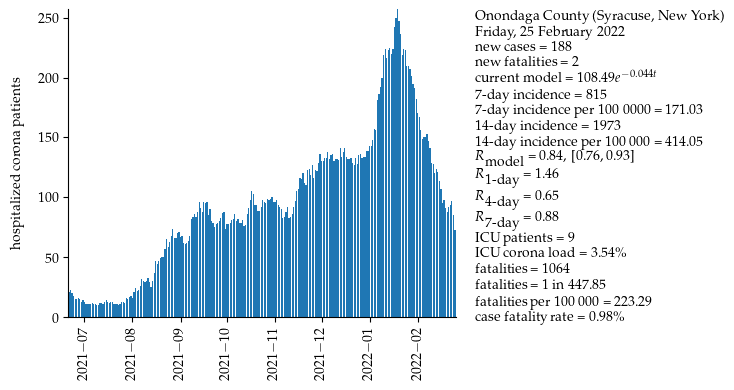 250
200
150
100
50
0
hospitalized corona patients
2021−07
2021−08
2021−09
2021−10
2021−11
2021−12
2022−01
2022−02
Onondaga County (Syracuse, New York)
Friday, 25 February 2022
new cases = 188
new fatalities = 2
current model = 108.49e^{−0.044t}
7-day incidence = 815
7-day incidence per 100 0000 = 171.03
14-day incidence = 1973
14-day incidence per 100 000 = 414.05
R_model = 0.84, [0.76, 0.93]
R_1-day = 1.46
R_4-day = 0.65
R_7-day = 0.88
ICU patients = 9
ICU corona load = 3.54%
fatalities = 1064
fatalities = 1 in 447.85
fatalities per 100 000 = 223.29
case fatality rate = 0.98%